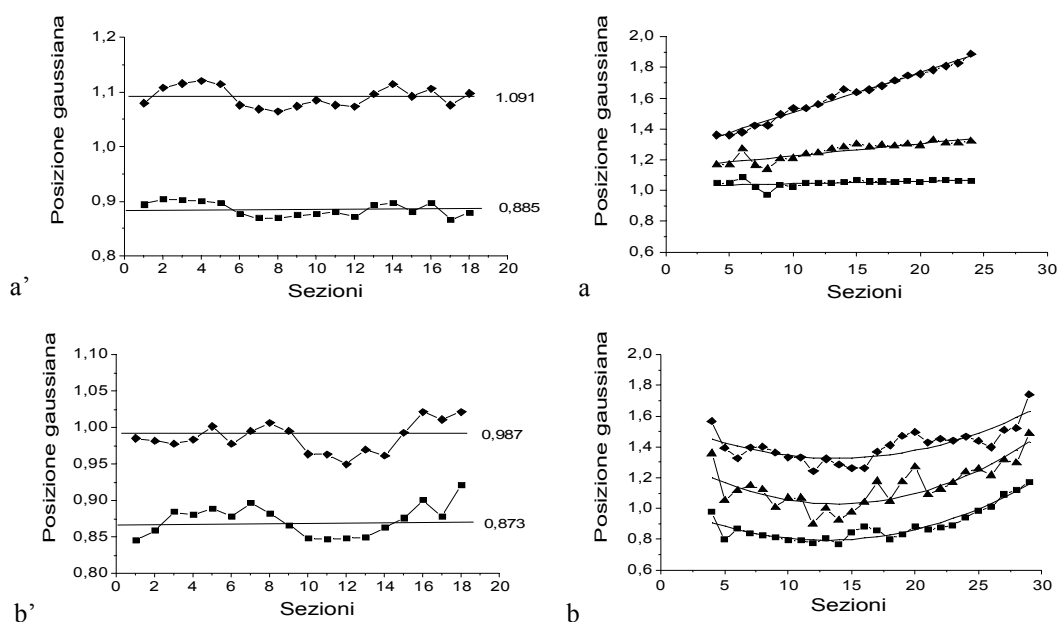 1,2
1,1
1,0
0,9
0,8
Posizione gaussiana
1.091
0,885
0 2 4 6 8 10 12 14 16 18 20
Sezioni
a’
2,0
1,8
1,6
1,4
1,2
1,0
0,8
0,6
Posizione gaussiana
0 5 10 15 20 25 30
Sezioni
a
1,10
1,05
1,00
0,95
0,90
0,85
0,80
Posizione gaussiana
0,987
0,873
0 2 4 6 8 10 12 14 16 18 20
Sezioni
b’
2,0
1,8
1,6
1,4
1,2
1,0
0,8
0,6
Posizione gaussiana
0 5 10 15 20 25 30
Sezioni
b